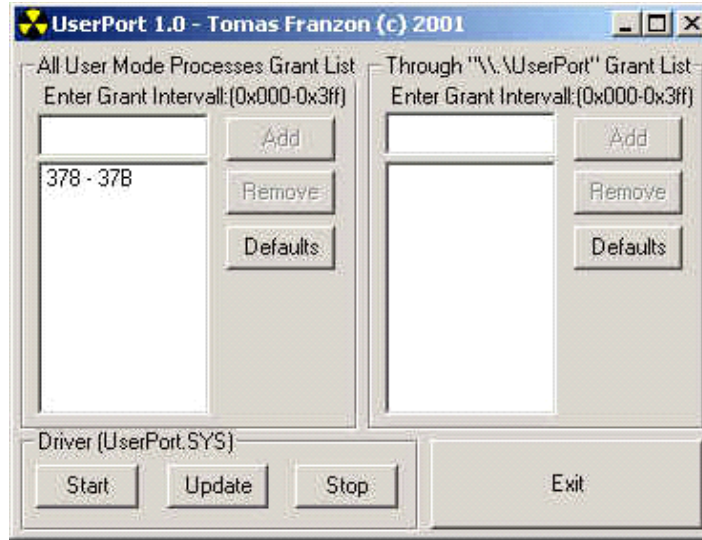 UserPort 1.0 - Tomas Franzon (c) 2001
All User Mode Processes Grant List
Enter Grant Intervall:(0x000-0x3ff)
Add
378 - 37B
Remove
Defaults
Through "\\.\UserPort" Grant List
Enter Grant Intervall:(0x000-0x3ff)
Add
Remove
Defaults
Driver (UserPort.SYS)
Start
Update
Stop
Exit